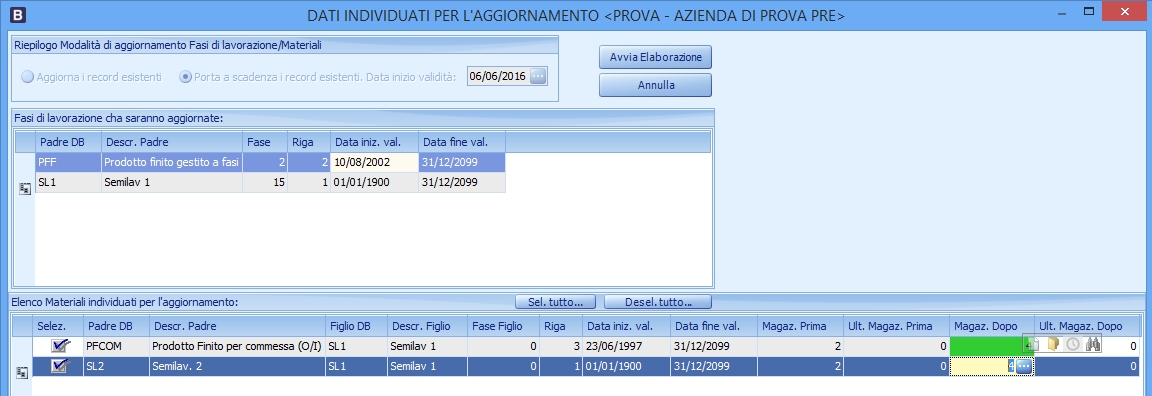 B DATI INDIVIDUATI PER L'AGGIORNAMENTO <PROVA - AZIENDA DI PROVA PRE>
Riepilogo Modalità di aggiornamento Fasi di lavorazione/Materiali
Aggiorna i record esistenti Porta a scadenza i record esistenti. Data inizio validità: 06/06/2016 ...
Avvia Elaborazione
Annulla
Fasi di lavorazione cha saranno aggiornate:
Padre DB Descr. Padre Fase Riga Data iniz. val. Data fine val.
PFF Prodotto finito gestito a fasi 2 2 10/08/2002 31/12/2099
SL1 Semilav 1 15 1 01/01/1900 31/12/2099
Elenco Materiali individuati per l'aggiornamento: Sel. tutto... Desel. tutto...
Selez. Padre DB Descr. Padre Figlio DB Descr. Figlio Fase Figlio Riga Data iniz. val. Data fine val. Magaz. Prima Ult. Magaz. Prima Magaz. Dopo Ult. Magaz. Dopo
PFCOM Prodotto Finito per commessa (O/I) SL1 Semilav 1 0 3 23/06/1997 31/12/2099 2 0 0
SL2 Semilav. 2 SL1 Semilav 1 0 1 01/01/1900 31/12/2099 2 0 4 ... 0